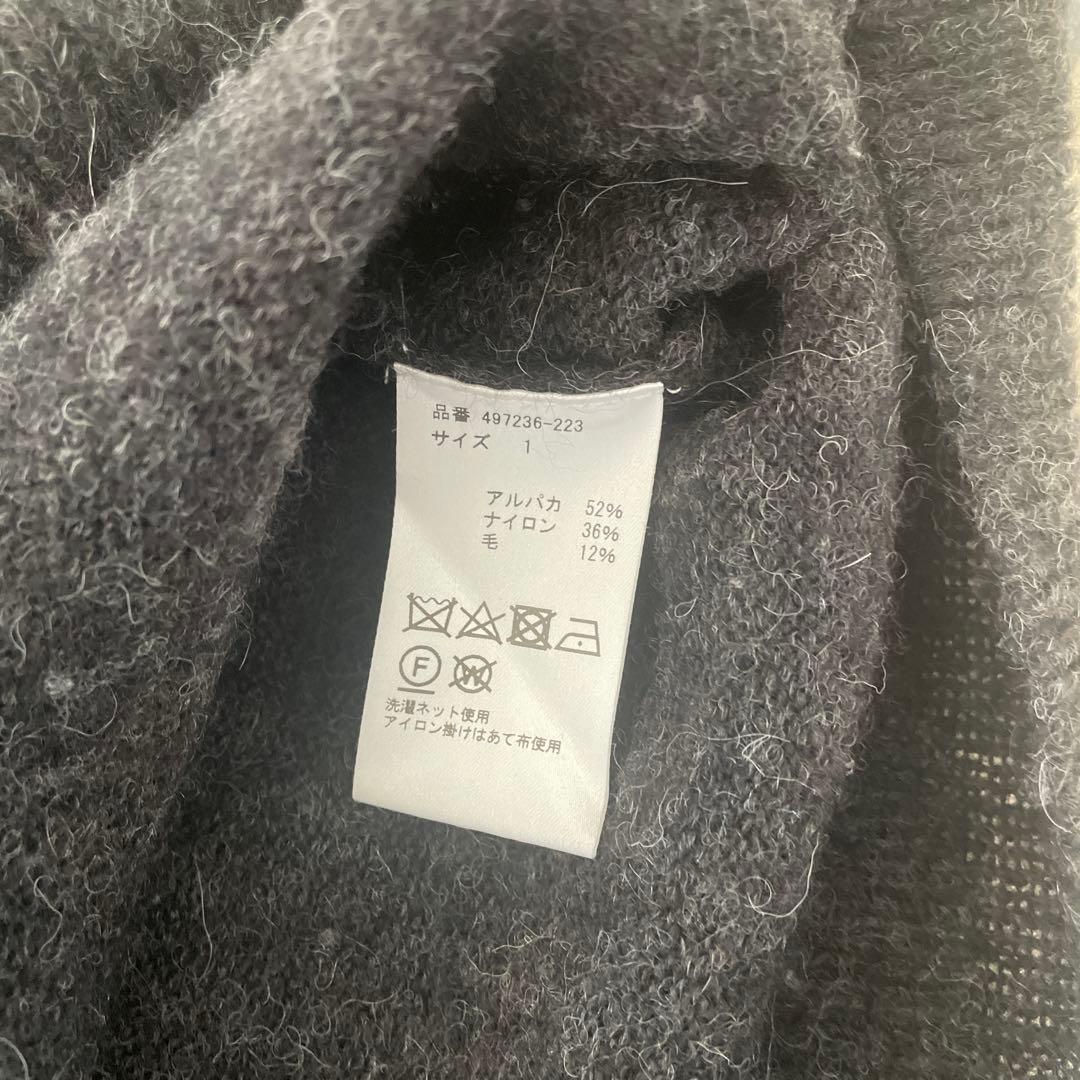 品番 497236-223
サイズ 1
アルパカ 52%
ナイロン 36%
毛 12%
F W
洗濯ネット使用
アイロン掛けはあて布使用